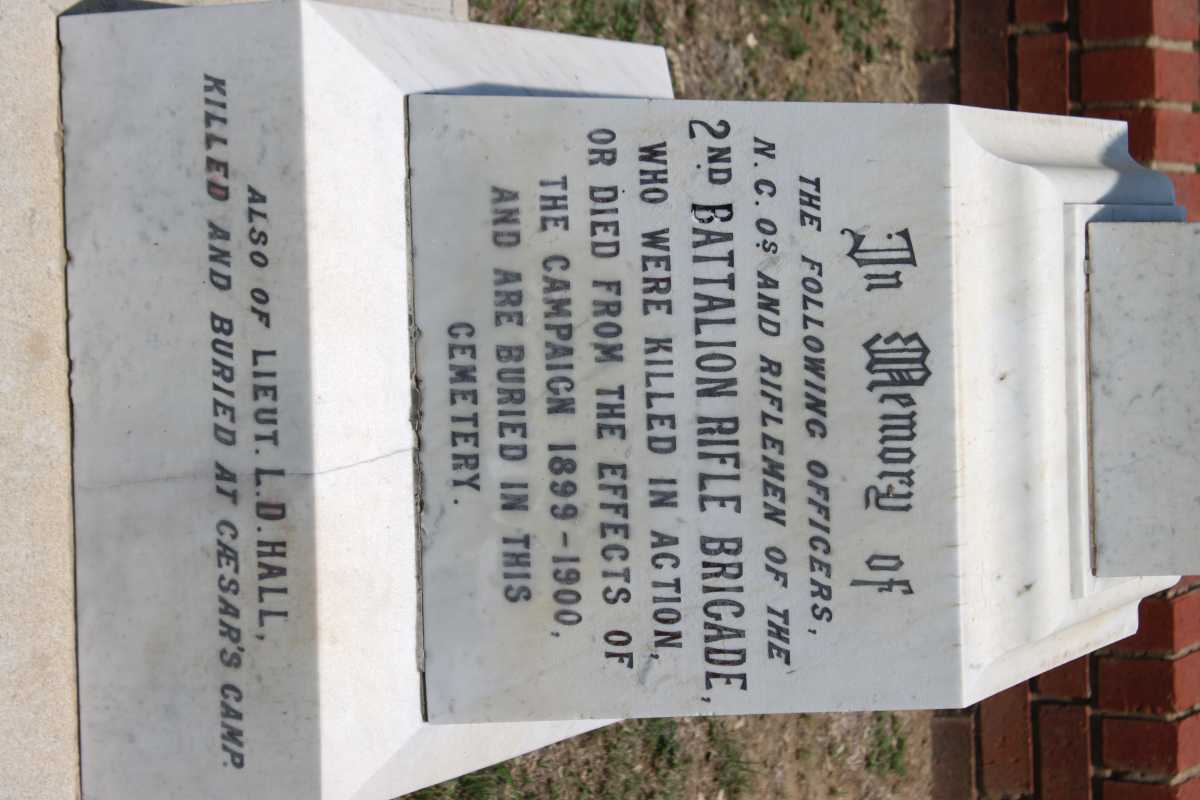 In Memory of
THE FOLLOWING OFFICERS,
N.C.Os AND RIFLEMEN OF THE
2ND BATTALION RIFLE BRIGADE,
WHO WERE KILLED IN ACTION,
OR DIED FROM THE EFFECTS OF
THE CAMPAIGN 1899-1900,
AND ARE BURIED IN THIS
CEMETERY.
ALSO OF LIEUT. L.D. HALL,
KILLED AND BURIED AT CÆSAR'S CAMP.